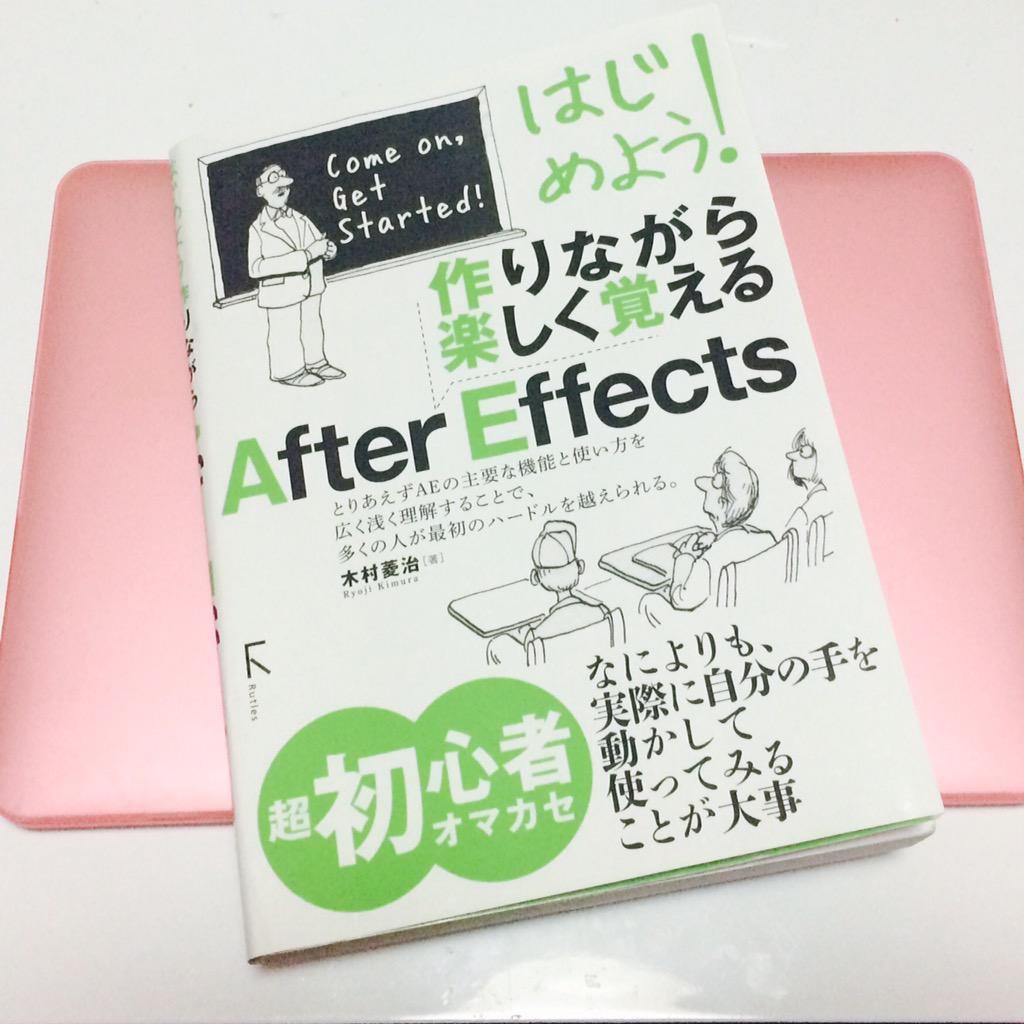 Come on,
Get
Started!
はじ
めよう!
作りながら
楽しく覚える
After Effects
とりあえずAEの主要な機能と使い方を
広く浅く理解することで、
多くの人が最初のハードルを越えられる。
木村菱治[著]
Ryoji Kimura
Rutles
なによりも、
実際に自分の手を
動かして
使ってみる
ことが大事
超初心者
オマカセ